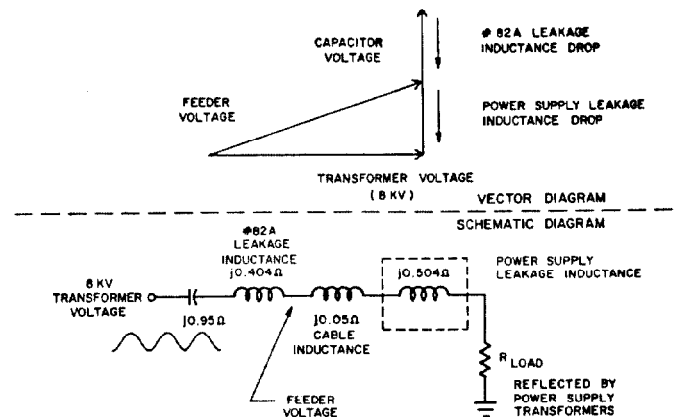 CAPACITOR
VOLTAGE
#82A LEAKAGE
INDUCTANCE DROP
FEEDER
VOLTAGE
POWER SUPPLY LEAKAGE
INDUCTANCE DROP
TRANSFORMER VOLTAGE
(8 KV)
VECTOR DIAGRAM
SCHEMATIC DIAGRAM
#82A
LEAKAGE
INDUCTANCE
j0.404Ω
j0.504Ω
POWER SUPPLY
LEAKAGE INDUCTANCE
8 KV
TRANSFORMER
VOLTAGE
j0.95Ω
j0.05Ω
CABLE
INDUCTANCE
R LOAD
FEEDER
VOLTAGE
REFLECTED BY
POWER SUPPLY
TRANSFORMERS